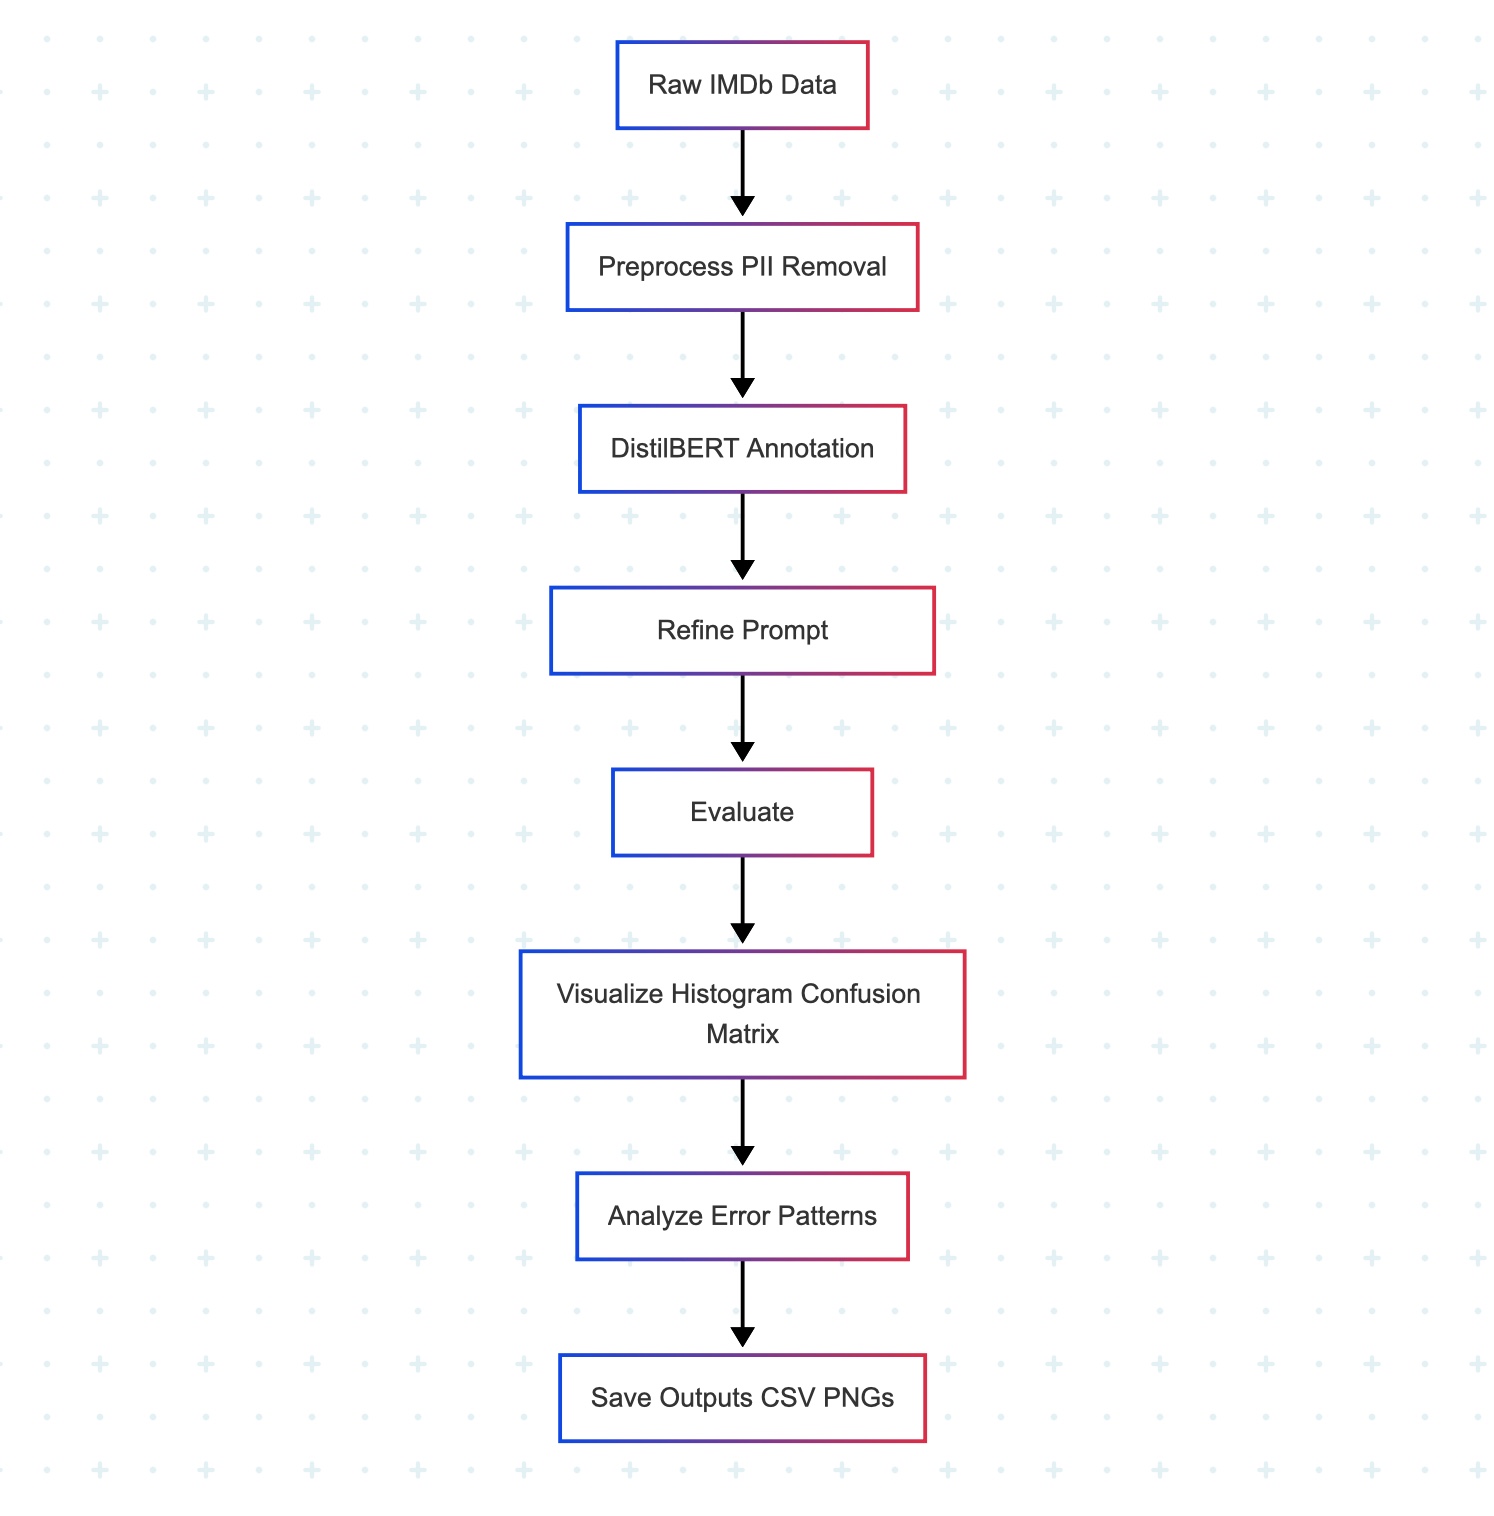 Raw IMDb Data
Preprocess PII Removal
DistilBERT Annotation
Refine Prompt
Evaluate
Visualize Histogram Confusion
Matrix
Analyze Error Patterns
Save Outputs CSV PNGs